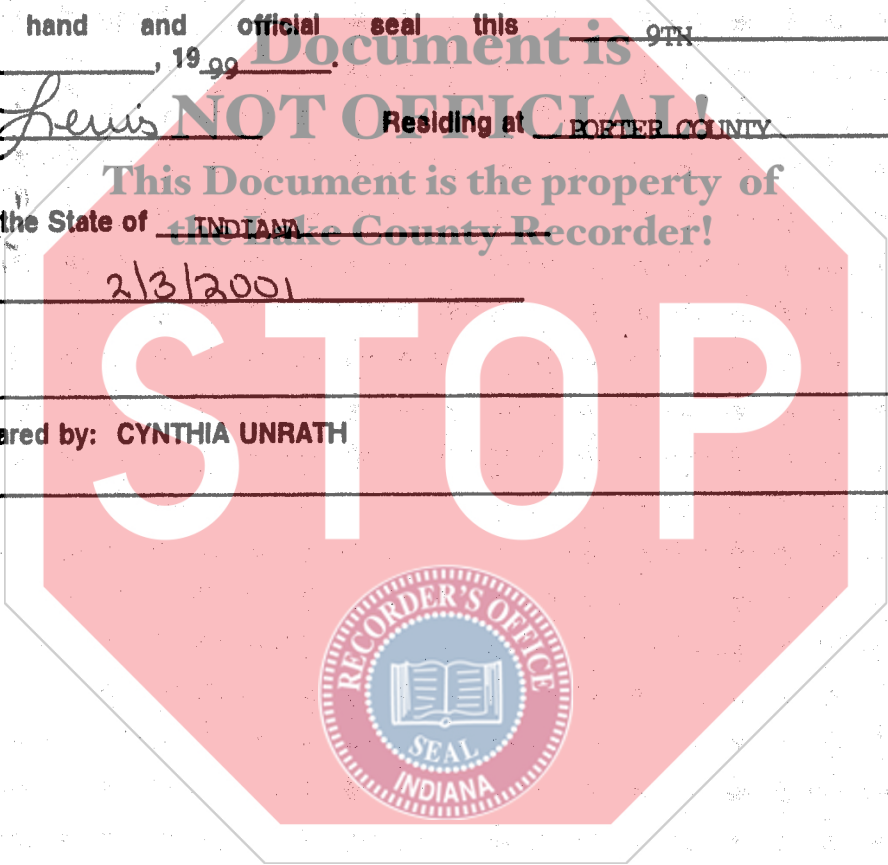 hand and official seal this 9TH
, 19 99 .
Document is
NOT OFFICIAL!
Lewis Residing at PORTER COUNTY
This Document is the property of
the Lake County Recorder!
the State of INDIANA
2/3/2001
STOP
ared by: CYNTHIA UNRATH
RECORDER'S OFFICE
SEAL
INDIANA